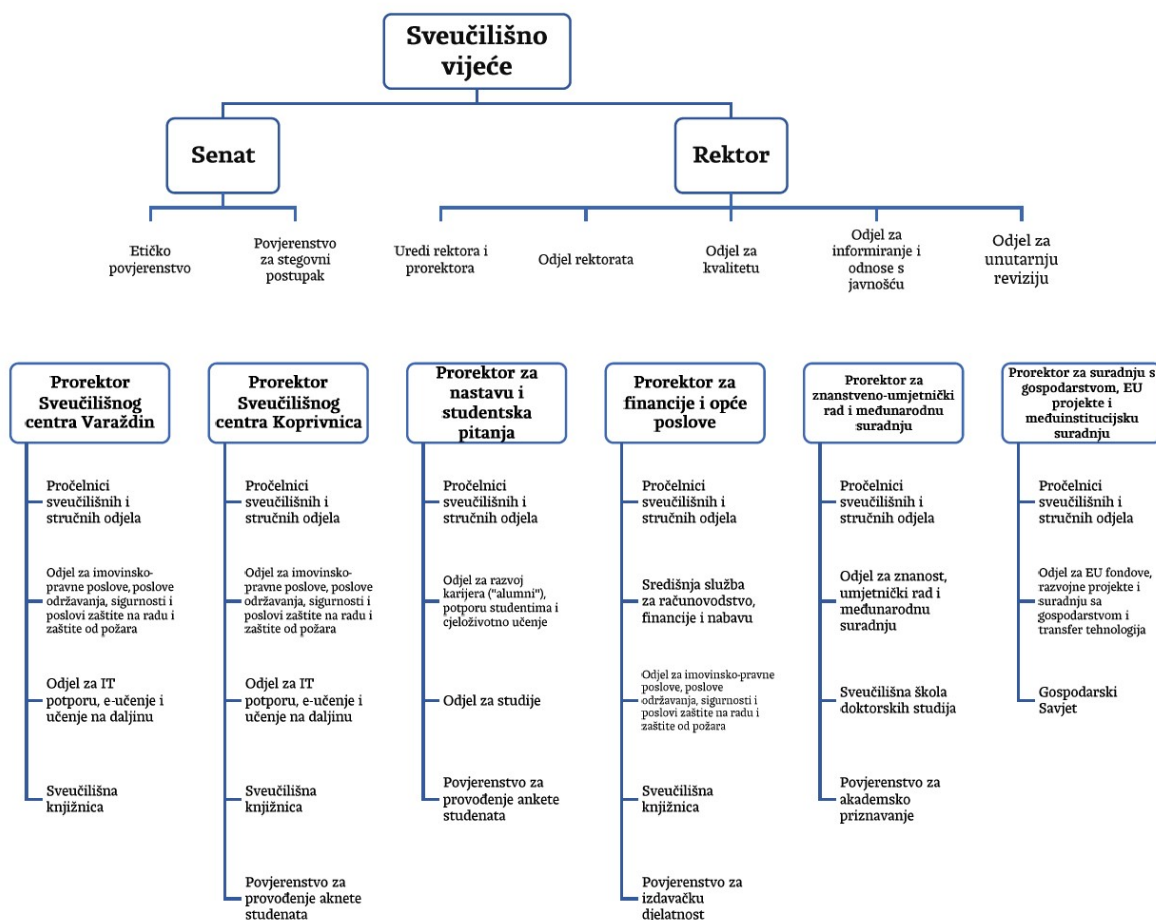 Sveučilišno
vijeće
Senat
Rektor
Etičko
povjerenstvo
Povjerenstvo
za stegovni
postupak
Uredi rektora i
prorektora
Odjel rektorata
Odjel za
kvalitetu
Odjel za
informiranje i
odnose s
javnošću
Odjel za
unutarnju
reviziju
Prorektor
Sveučilišnog
centra Varaždin
Pročelnici
sveučilišnih i
stručnih odjela
Odjel za imovinsko-
pravne poslove, poslove
održavanja, sigurnosti i
poslovi zaštite na radu i
zaštite od požara
Odjel za IT
potporu, e-učenje i
učenje na daljinu
Sveučilišna
knjižnica
Prorektor
Sveučilišnog
centra Koprivnica
Pročelnici
sveučilišnih i
stručnih odjela
Odjel za imovinsko-
pravne poslove, poslove
održavanja, sigurnosti i
poslovi zaštite na radu i
zaštite od požara
Odjel za IT
potporu, e-učenje i
učenje na daljinu
Sveučilišna
knjižnica
Povjerenstvo za
provođenje aknete
studenata
Prorektor za
nastavu i
studentska
pitanja
Pročelnici
sveučilišnih i
stručnih odjela
Odjel za razvoj
karijera ("alumni"),
potporu studentima i
cjeloživotno učenje
Odjel za studije
Povjerenstvo za
provođenje ankete
studenata
Prorektor za
financije i opće
poslove
Pročelnici
sveučilišnih i
stručnih odjela
Središnja služba
za računovodstvo,
financije i nabavu
Odjel za imovinsko-pravne
poslove, poslove
održavanja, sigurnosti i
poslovi zaštite na radu i
zaštite od požara
Sveučilišna
knjižnica
Povjerenstvo za
izdavačku
djelatnost
Prorektor za
znanstveno-umjetnički
rad i međunarodnu
suradnju
Pročelnici
sveučilišnih i
stručnih odjela
Odjel za znanost,
umjetnički rad i
međunarodnu
suradnju
Sveučilišna škola
doktorskih studija
Povjerenstvo za
akademsko
priznavanje
Prorektor za suradnju s
gospodarstvom, EU
projekte i
međuinstitucijsku
suradnju
Pročelnici
sveučilišnih i
stručnih odjela
Odjel za EU fondove,
razvojne projekte i
suradnju sa
gospodarstvom i
transfer tehnologija
Gospodarski
Savjet